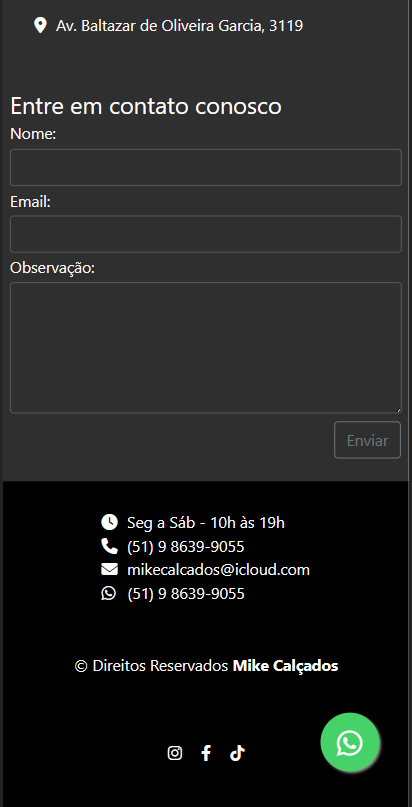 Av. Baltazar de Oliveira Garcia, 3119
Entre em contato conosco
Nome:
Email:
Observação:
Enviar
Seg a Sáb - 10h às 19h
(51) 9 8639-9055
mikecalcados@icloud.com
(51) 9 8639-9055
© Direitos Reservados Mike Calçados